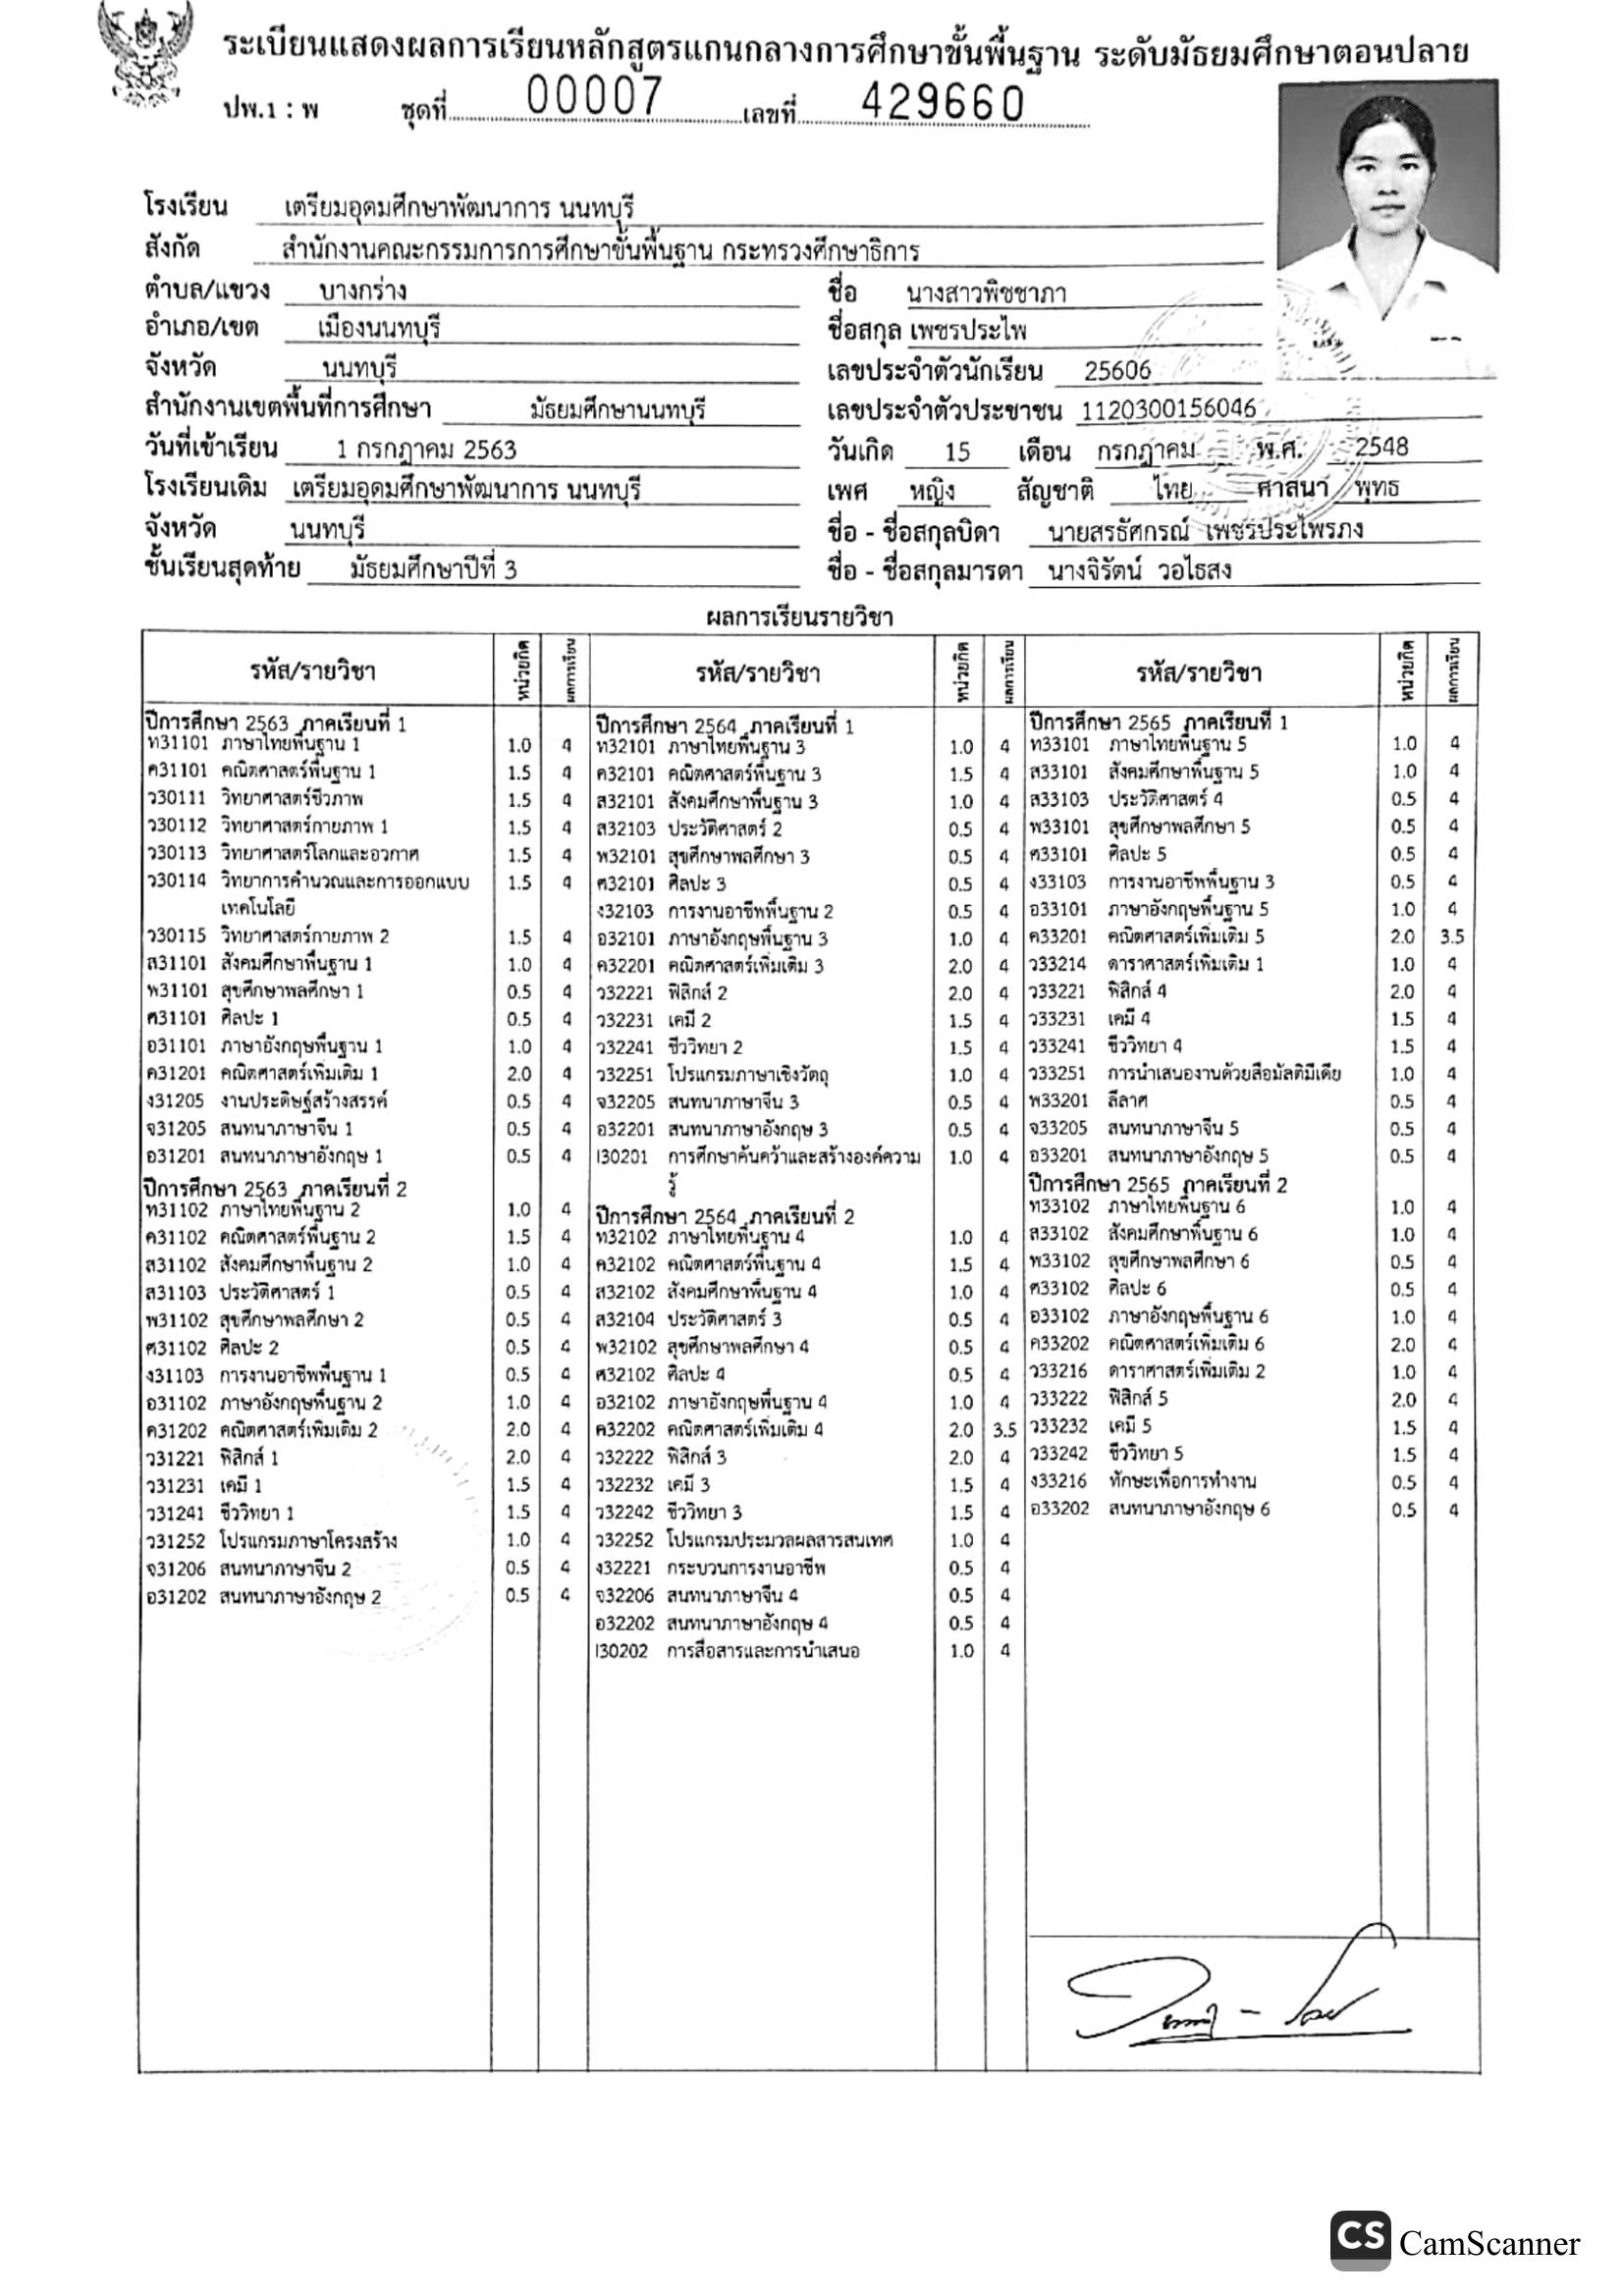 ระเบียนแสดงผลการเรียนหลักสูตรแกนกลางการศึกษาขั้นพื้นฐาน ระดับมัธยมศึกษาตอนปลาย
ปพ.1 : พ ชุดที่ 00007 เลขที่ 429660
โรงเรียน เตรียมอุดมศึกษาพัฒนาการ นนทบุรี
สังกัด สำนักงานคณะกรรมการการศึกษาขั้นพื้นฐาน กระทรวงศึกษาธิการ
ตำบล/แขวง บางกร่าง
อำเภอ/เขต เมืองนนทบุรี
จังหวัด นนทบุรี
สำนักงานเขตพื้นที่การศึกษา มัธยมศึกษานนทบุรี
วันที่เข้าเรียน 1 กรกฎาคม 2563
โรงเรียนเดิม เตรียมอุดมศึกษาพัฒนาการ นนทบุรี
จังหวัด นนทบุรี
ชั้นเรียนสุดท้าย มัธยมศึกษาปีที่ 3
ชื่อ นางสาวพิชชาภา
ชื่อสกุล เพชรประไพ
เลขประจำตัวนักเรียน 25606
เลขประจำตัวประชาชน 1120300156046
วันเกิด 15 เดือน กรกฎาคม พ.ศ. 2548
เพศ หญิง สัญชาติ ไทย ศาสนา พุทธ
ชื่อ - ชื่อสกุลบิดา นายสรธัศกรณ์ เพชรประไพรภง
ชื่อ - ชื่อสกุลมารดา นางจิรัตน์ วอไธสง
ผลการเรียนรายวิชา
รหัส/รายวิชา หน่วยกิต ผลการเรียน
ปีการศึกษา 2563 ภาคเรียนที่ 1
ท31101 ภาษาไทยพื้นฐาน 1 1.0 4
ค31101 คณิตศาสตร์พื้นฐาน 1 1.5 4
ว30111 วิทยาศาสตร์ชีวภาพ 1.5 4
ว30112 วิทยาศาสตร์กายภาพ 1 1.5 4
ว30113 วิทยาศาสตร์โลกและอวกาศ 1.5 4
ว30114 วิทยาการคำนวณและการออกแบบ 1.5 4
เทคโนโลยี
ว30115 วิทยาศาสตร์กายภาพ 2 1.5 4
ส31101 สังคมศึกษาพื้นฐาน 1 1.0 4
พ31101 สุขศึกษาพลศึกษา 1 0.5 4
ศ31101 ศิลปะ 1 0.5 4
อ31101 ภาษาอังกฤษพื้นฐาน 1 1.0 4
ค31201 คณิตศาสตร์เพิ่มเติม 1 2.0 4
ง31205 งานประดิษฐ์สร้างสรรค์ 0.5 4
จ31205 สนทนาภาษาจีน 1 0.5 4
อ31201 สนทนาภาษาอังกฤษ 1 0.5 4
ปีการศึกษา 2563 ภาคเรียนที่ 2
ท31102 ภาษาไทยพื้นฐาน 2 1.0 4
ค31102 คณิตศาสตร์พื้นฐาน 2 1.5 4
ส31102 สังคมศึกษาพื้นฐาน 2 1.0 4
ส31103 ประวัติศาสตร์ 1 0.5 4
พ31102 สุขศึกษาพลศึกษา 2 0.5 4
ศ31102 ศิลปะ 2 0.5 4
ง31103 การงานอาชีพพื้นฐาน 1 0.5 4
อ31102 ภาษาอังกฤษพื้นฐาน 2 1.0 4
ค31202 คณิตศาสตร์เพิ่มเติม 2 2.0 4
ว31221 ฟิสิกส์ 1 2.0 4
ว31231 เคมี 1 1.5 4
ว31241 ชีววิทยา 1 1.5 4
ว31252 โปรแกรมภาษาโครงสร้าง 1.0 4
จ31206 สนทนาภาษาจีน 2 0.5 4
อ31202 สนทนาภาษาอังกฤษ 2 0.5 4
รหัส/รายวิชา หน่วยกิต ผลการเรียน
ปีการศึกษา 2564 ภาคเรียนที่ 1
ท32101 ภาษาไทยพื้นฐาน 3 1.0 4
ค32101 คณิตศาสตร์พื้นฐาน 3 1.5 4
ส32101 สังคมศึกษาพื้นฐาน 3 1.0 4
ส32103 ประวัติศาสตร์ 2 0.5 4
พ32101 สุขศึกษาพลศึกษา 3 0.5 4
ศ32101 ศิลปะ 3 0.5 4
ง32103 การงานอาชีพพื้นฐาน 2 0.5 4
อ32101 ภาษาอังกฤษพื้นฐาน 3 1.0 4
ค32201 คณิตศาสตร์เพิ่มเติม 3 2.0 4
ว32221 ฟิสิกส์ 2 2.0 4
ว32231 เคมี 2 1.5 4
ว32241 ชีววิทยา 2 1.5 4
ว32251 โปรแกรมภาษาเชิงวัตถุ 1.0 4
จ32205 สนทนาภาษาจีน 3 0.5 4
อ32201 สนทนาภาษาอังกฤษ 3 0.5 4
I30201 การศึกษาค้นคว้าและสร้างองค์ความ 1.0 4
รู้
ปีการศึกษา 2564 ภาคเรียนที่ 2
ท32102 ภาษาไทยพื้นฐาน 4 1.0 4
ค32102 คณิตศาสตร์พื้นฐาน 4 1.5 4
ส32102 สังคมศึกษาพื้นฐาน 4 1.0 4
ส32104 ประวัติศาสตร์ 3 0.5 4
พ32102 สุขศึกษาพลศึกษา 4 0.5 4
ศ32102 ศิลปะ 4 0.5 4
อ32102 ภาษาอังกฤษพื้นฐาน 4 1.0 4
ค32202 คณิตศาสตร์เพิ่มเติม 4 2.0 3.5
ว32222 ฟิสิกส์ 3 2.0 4
ว32232 เคมี 3 1.5 4
ว32242 ชีววิทยา 3 1.5 4
ว32252 โปรแกรมประมวลผลสารสนเทศ 1.0 4
ง32221 กระบวนการงานอาชีพ 0.5 4
จ32206 สนทนาภาษาจีน 4 0.5 4
อ32202 สนทนาภาษาอังกฤษ 4 0.5 4
I30202 การสื่อสารและการนำเสนอ 1.0 4
รหัส/รายวิชา หน่วยกิต ผลการเรียน
ปีการศึกษา 2565 ภาคเรียนที่ 1
ท33101 ภาษาไทยพื้นฐาน 5 1.0 4
ส33101 สังคมศึกษาพื้นฐาน 5 1.0 4
ส33103 ประวัติศาสตร์ 4 0.5 4
พ33101 สุขศึกษาพลศึกษา 5 0.5 4
ศ33101 ศิลปะ 5 0.5 4
ง33103 การงานอาชีพพื้นฐาน 3 0.5 4
อ33101 ภาษาอังกฤษพื้นฐาน 5 1.0 4
ค33201 คณิตศาสตร์เพิ่มเติม 5 2.0 3.5
ว33214 ดาราศาสตร์เพิ่มเติม 1 1.0 4
ว33221 ฟิสิกส์ 4 2.0 4
ว33231 เคมี 4 1.5 4
ว33241 ชีววิทยา 4 1.5 4
ว33251 การนำเสนองานด้วยสื่อมัลติมีเดีย 1.0 4
พ33201 ลีลาศ 0.5 4
จ33205 สนทนาภาษาจีน 5 0.5 4
อ33201 สนทนาภาษาอังกฤษ 5 0.5 4
ปีการศึกษา 2565 ภาคเรียนที่ 2
ท33102 ภาษาไทยพื้นฐาน 6 1.0 4
ส33102 สังคมศึกษาพื้นฐาน 6 1.0 4
พ33102 สุขศึกษาพลศึกษา 6 0.5 4
ศ33102 ศิลปะ 6 0.5 4
อ33102 ภาษาอังกฤษพื้นฐาน 6 1.0 4
ค33202 คณิตศาสตร์เพิ่มเติม 6 2.0 4
ว33216 ดาราศาสตร์เพิ่มเติม 2 1.0 4
ว33222 ฟิสิกส์ 5 2.0 4
ว33232 เคมี 5 1.5 4
ว33242 ชีววิทยา 5 1.5 4
ง33216 ทักษะเพื่อการทำงาน 0.5 4
อ33202 สนทนาภาษาอังกฤษ 6 0.5 4
CS CamScanner